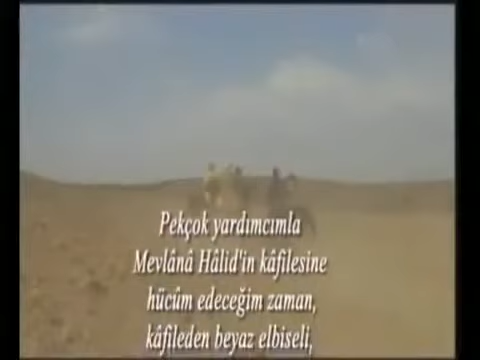 Pekçok yardımcımla
Mevlânâ Hâlid'in kâfilesine
hücûm edeceğim zaman,
kâfileden beyaz elbiseli,